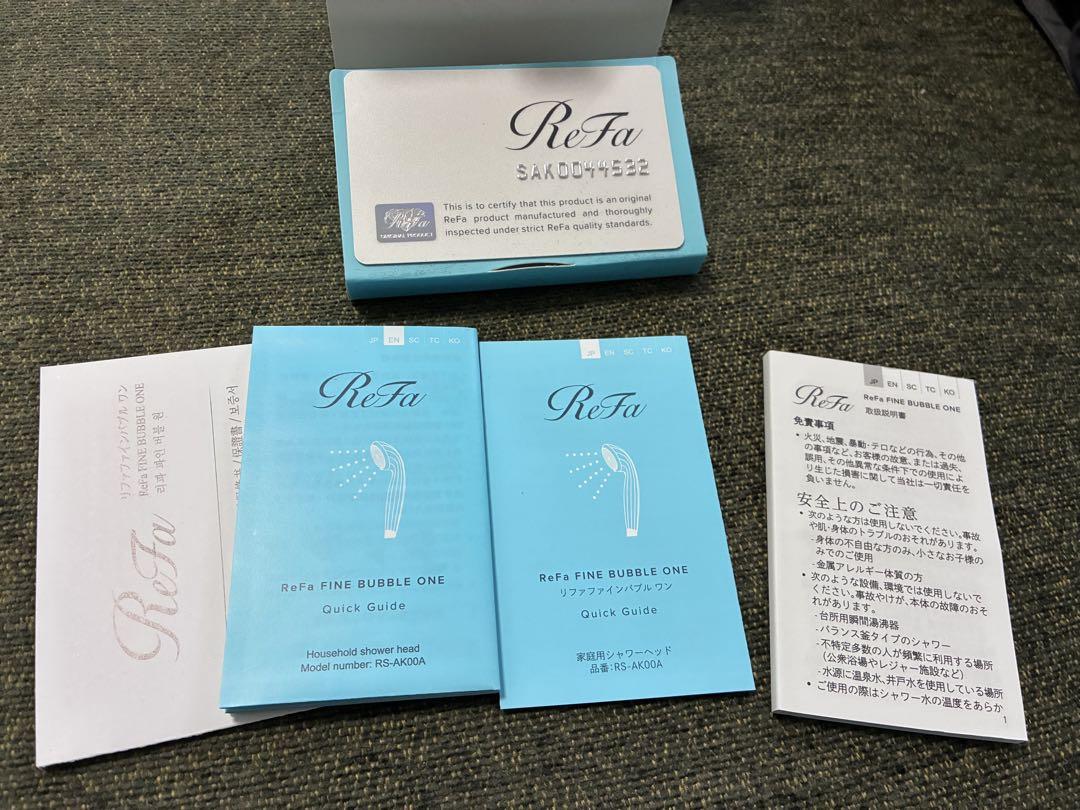 ReFa
SAK0044532
This is to certify that this product is an original
ReFa product manufactured and thoroughly
inspected under strict ReFa quality standards.
ReFa
ORIGINAL PRODUCT
リファファインバブル ワン
ReFa FINE BUBBLE ONE
리파 파인 버블 원
ReFa
/ 保證書 / 보증서
JP EN SC TC KO
ReFa
ReFa FINE BUBBLE ONE
Quick Guide
Household shower head
Model number: RS-AK00A
JP EN SC TC KO
ReFa
ReFa FINE BUBBLE ONE
リファファインバブル ワン
Quick Guide
家庭用シャワーヘッド
品番:RS-AK00A
JP EN SC TC KO
ReFa
ReFa FINE BUBBLE ONE
取扱説明書
免責事項
• 火災、地震、暴動・テロなどの行為、その他
の事項など、お客様の故意、または過失、
誤用、その他異常な条件下での使用によ
り生じた損害に関して当社は一切責任を
負いません。
安全上のご注意
• 次のような方は使用しないでください。事故
や肌・身体のトラブルのおそれがあります。
-身体の不自由な方のみ、小さなお子様の
みでのご使用
-金属アレルギー体質の方
• 次のような設備、環境では使用しないで
ください。事故やけが、本体の故障のおそ
れがあります。
-台所用瞬間湯沸器
-バランス釜タイプのシャワー
-不特定多数の人が頻繁に利用する場所
(公衆浴場やレジャー施設など)
-水源に温泉水、井戸水を使用している場所
• ご使用の際はシャワー水の温度をあらか
1